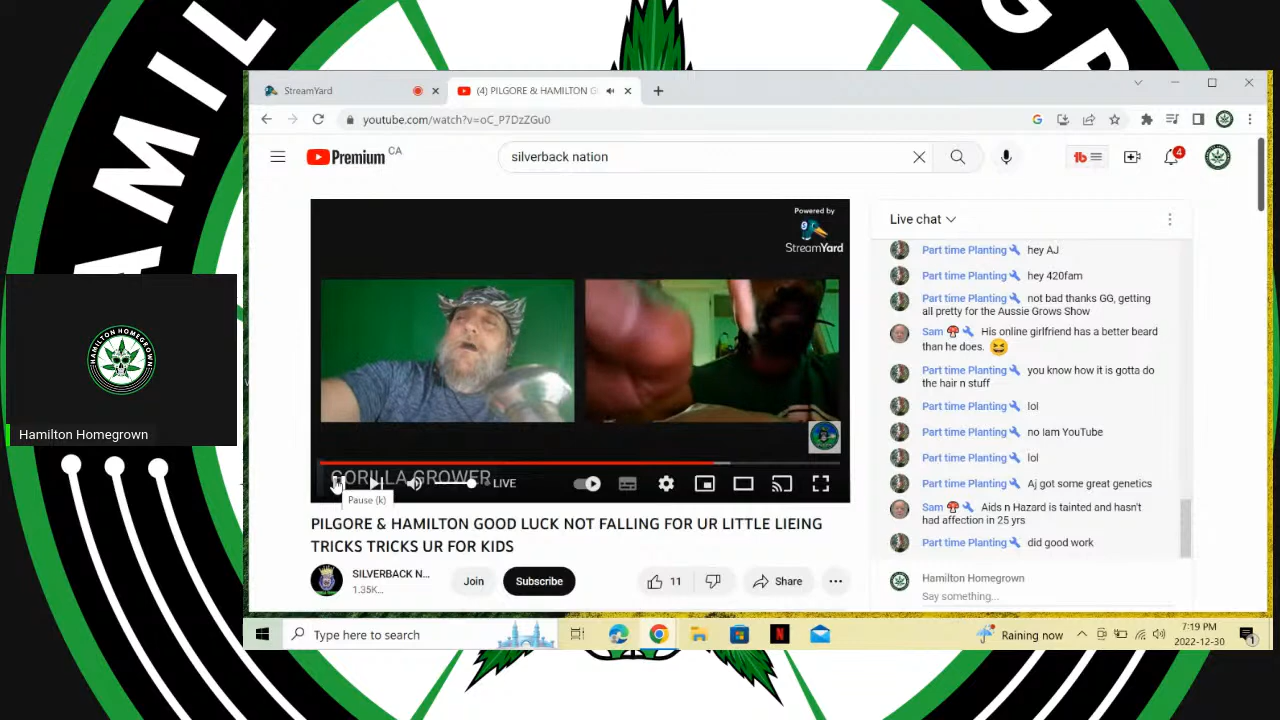 HAMIL
GR
StreamYard
(4) PILGORE & HAMILTON G
youtube.com/watch?v=oC_P7DzZGu0
Premium CA
silverback nation
4
Powered by
StreamYard
GORILLA GROWER
LIVE
Pause (k)
Live chat
Part time Planting hey AJ
Part time Planting hey 420fam
Part time Planting not bad thanks GG, getting
all pretty for the Aussie Grows Show
Sam 🍄 His online girlfriend has a better beard
than he does. 😆
Part time Planting you know how it is gotta do
the hair n stuff
Part time Planting lol
Part time Planting no Iam YouTube
Part time Planting lol
Part time Planting Aj got some great genetics
Sam 🍄 Aids n Hazard is tainted and hasn't
had affection in 25 yrs
Part time Planting did good work
Hamilton Homegrown
Say something...
PILGORE & HAMILTON GOOD LUCK NOT FALLING FOR UR LITTLE LIEING
TRICKS TRICKS UR FOR KIDS
SILVERBACK N...
1.35K...
Join
Subscribe
11
Share
HAMILTON HOMEGROWN
Hamilton Homegrown
Type here to search
Raining now
7:19 PM
2022-12-30
1